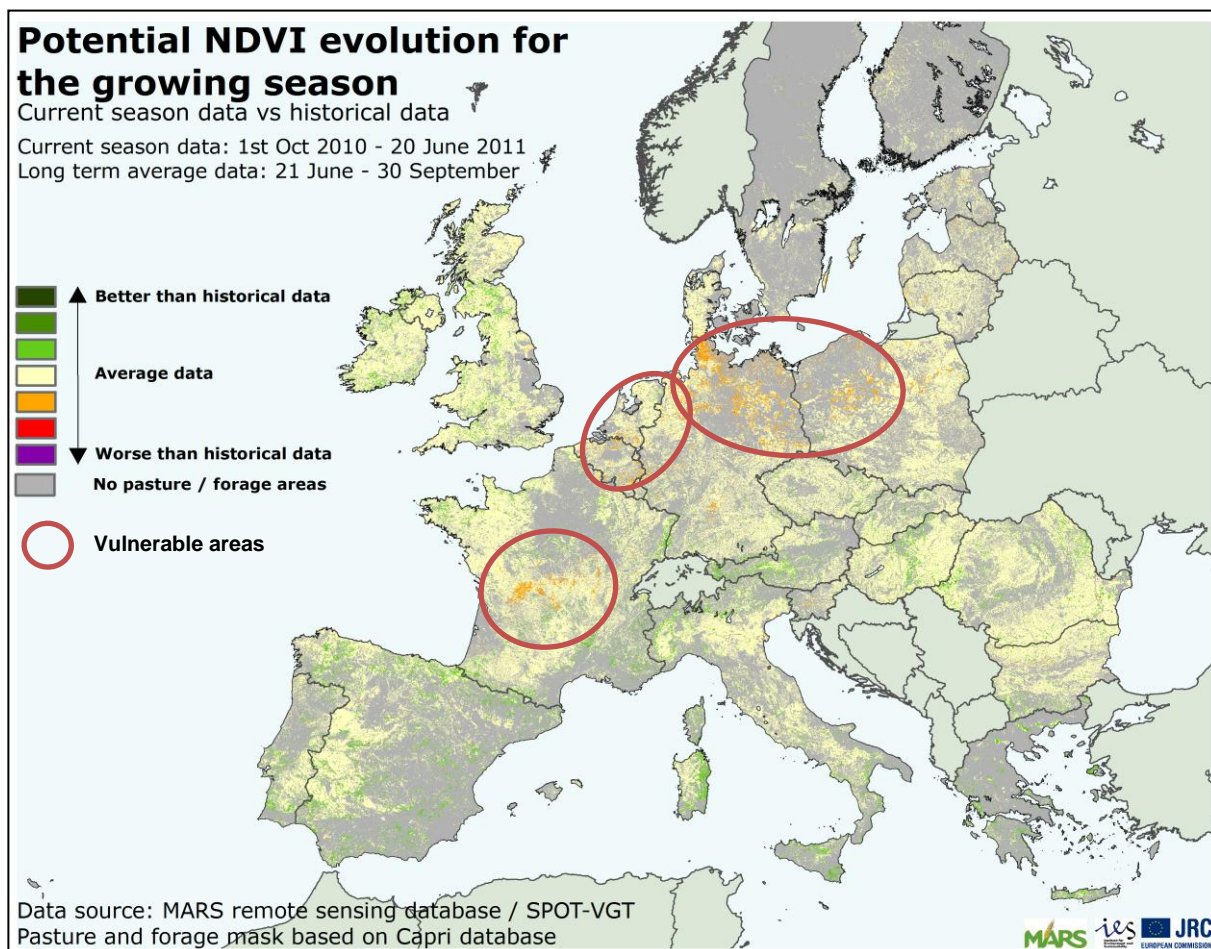 Potential NDVI evolution for
the growing season
Current season data vs historical data
Current season data: 1st Oct 2010 - 20 June 2011
Long term average data: 21 June - 30 September
Better than historical data
Average data
Worse than historical data
No pasture / forage areas
Vulnerable areas
Data source: MARS remote sensing database / SPOT-VGT
Pasture and forage mask based on Capri database
MARS
ies
JRC
EUROPEAN COMMISSION